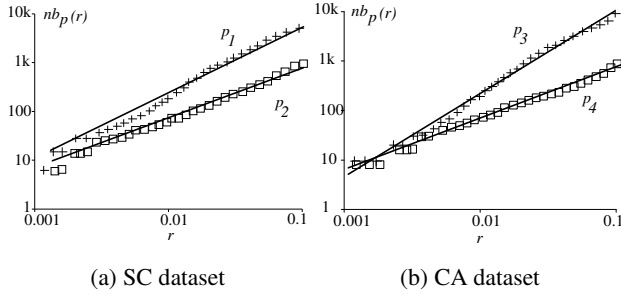 nb_p(r)
10k
1k
100
10
1
0.001
0.01
0.1
r
p_1
p_2
(a) SC dataset
nb_p(r)
10k
1k
100
10
1
0.001
0.01
0.1
r
p_3
p_4
(b) CA dataset